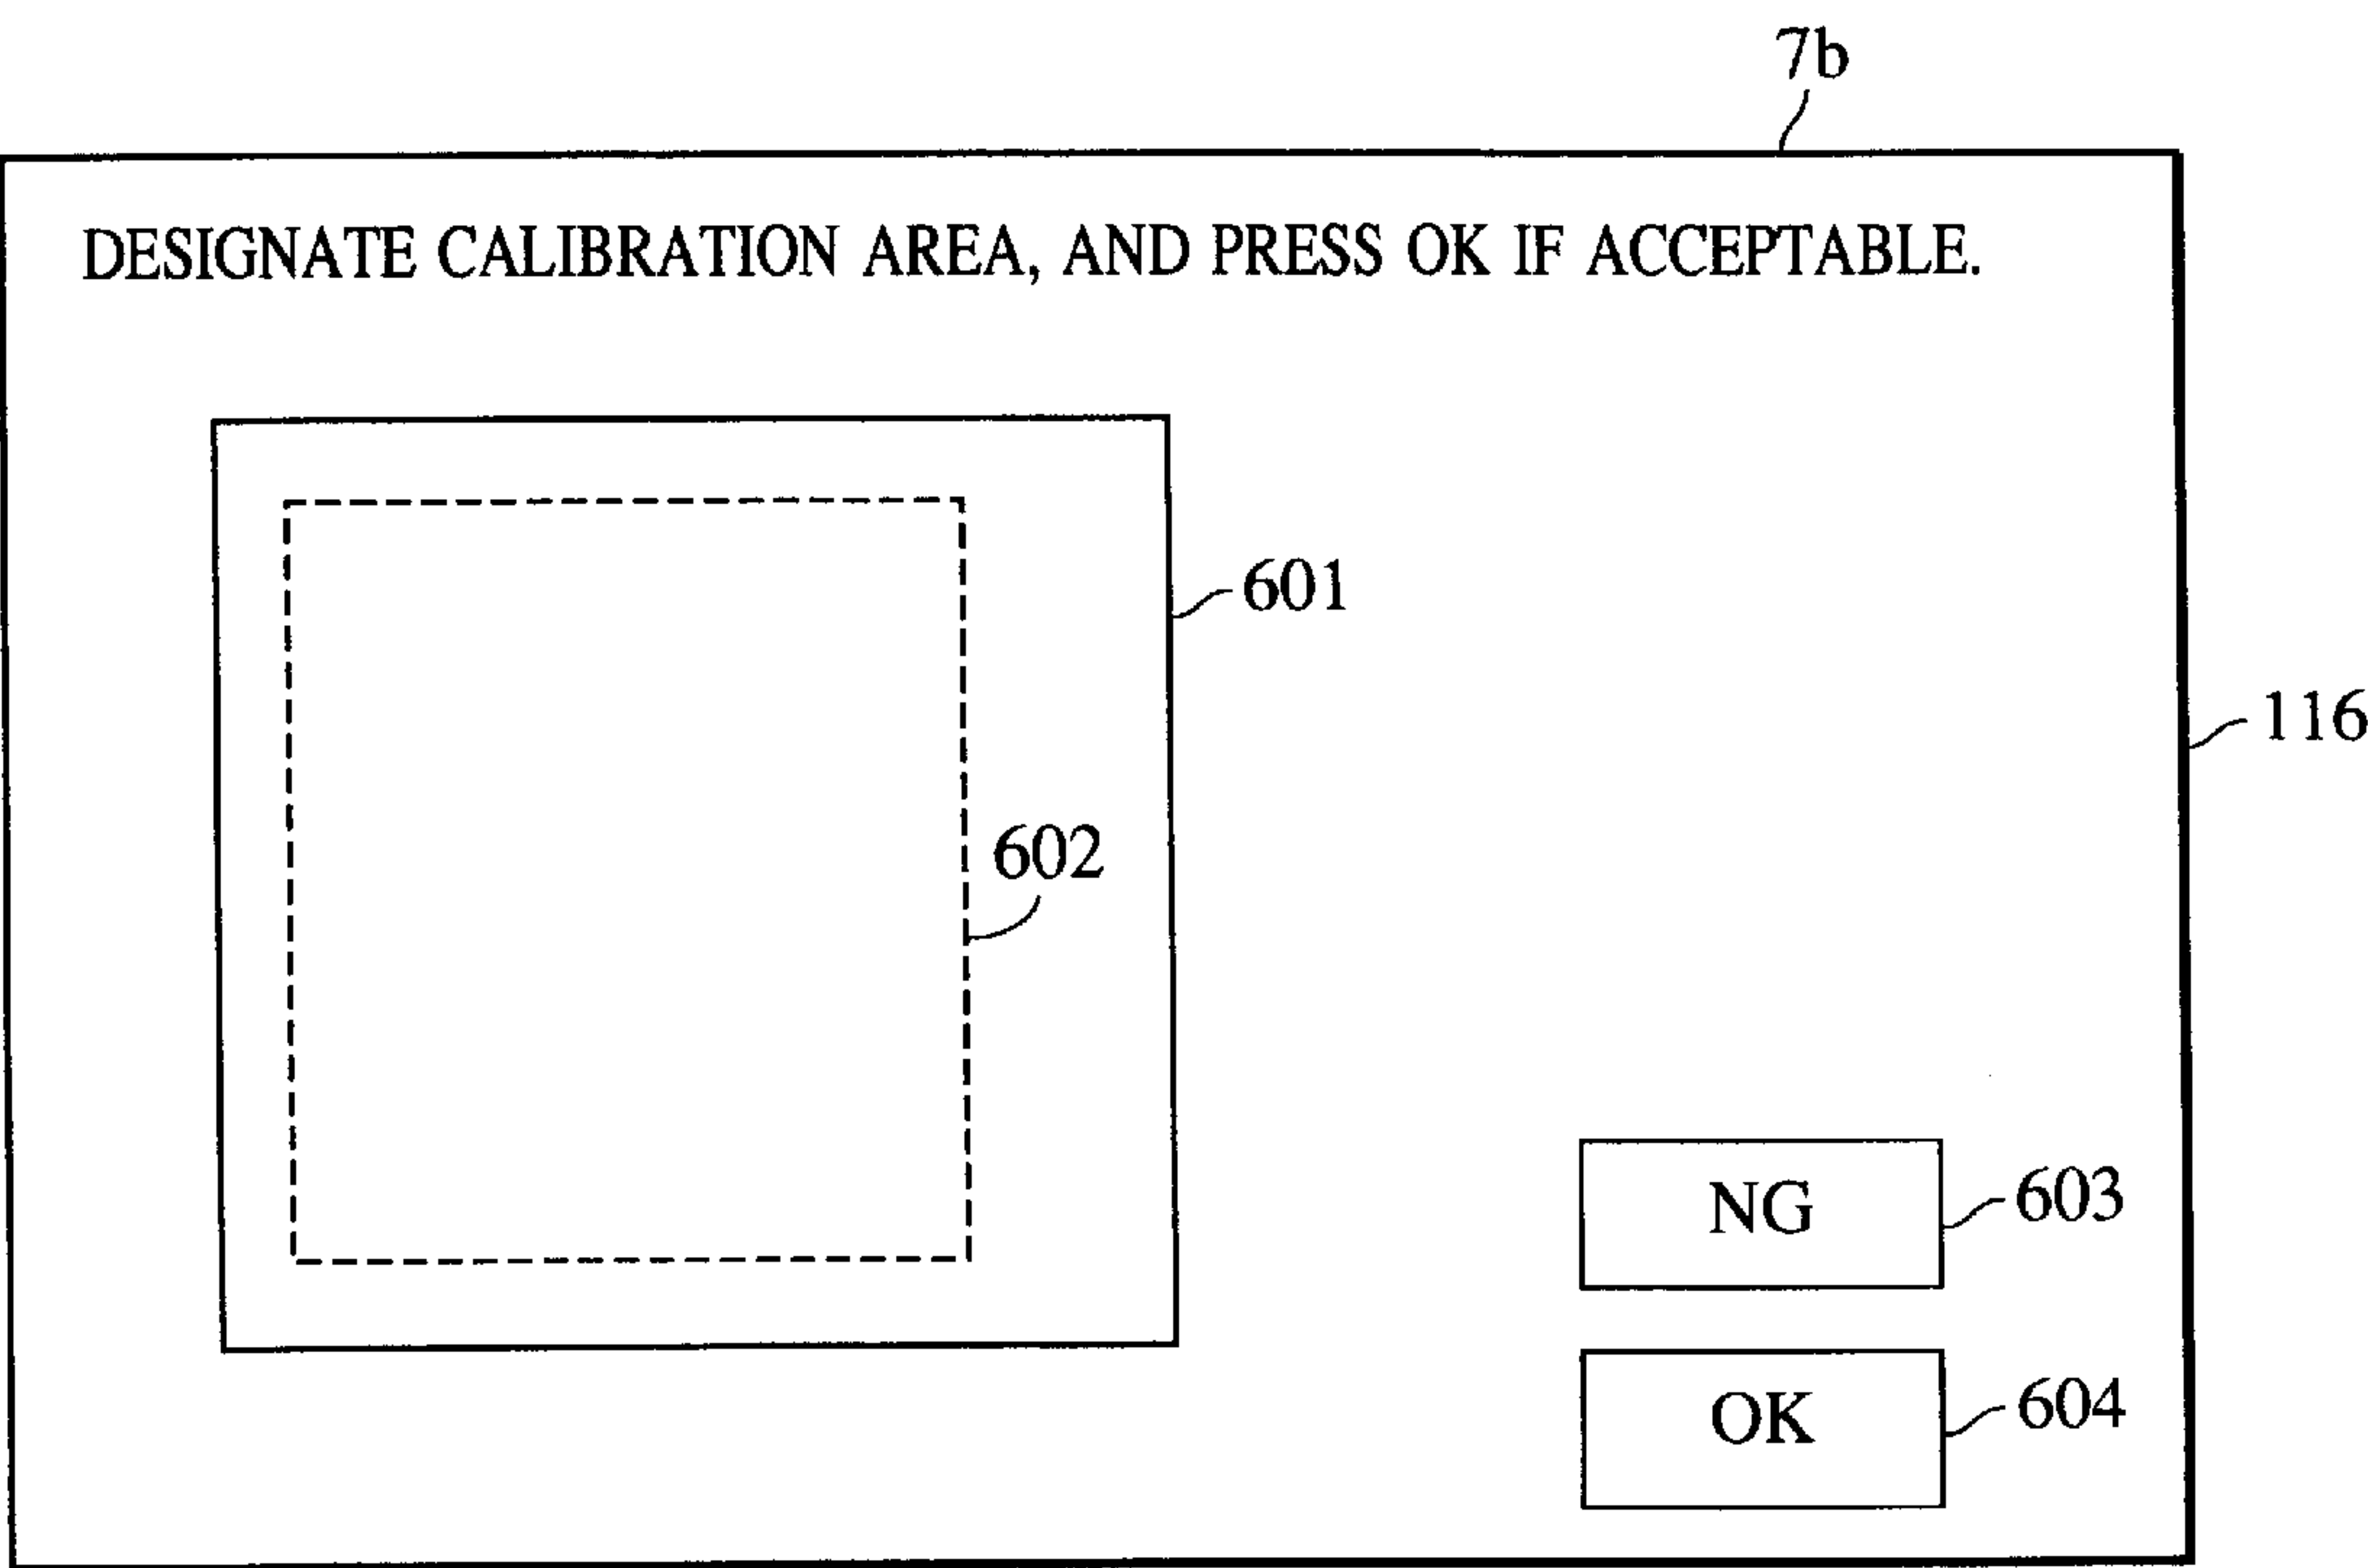 7b
DESIGNATE CALIBRATION AREA, AND PRESS OK IF ACCEPTABLE.
601
116
602
NG
603
OK
604